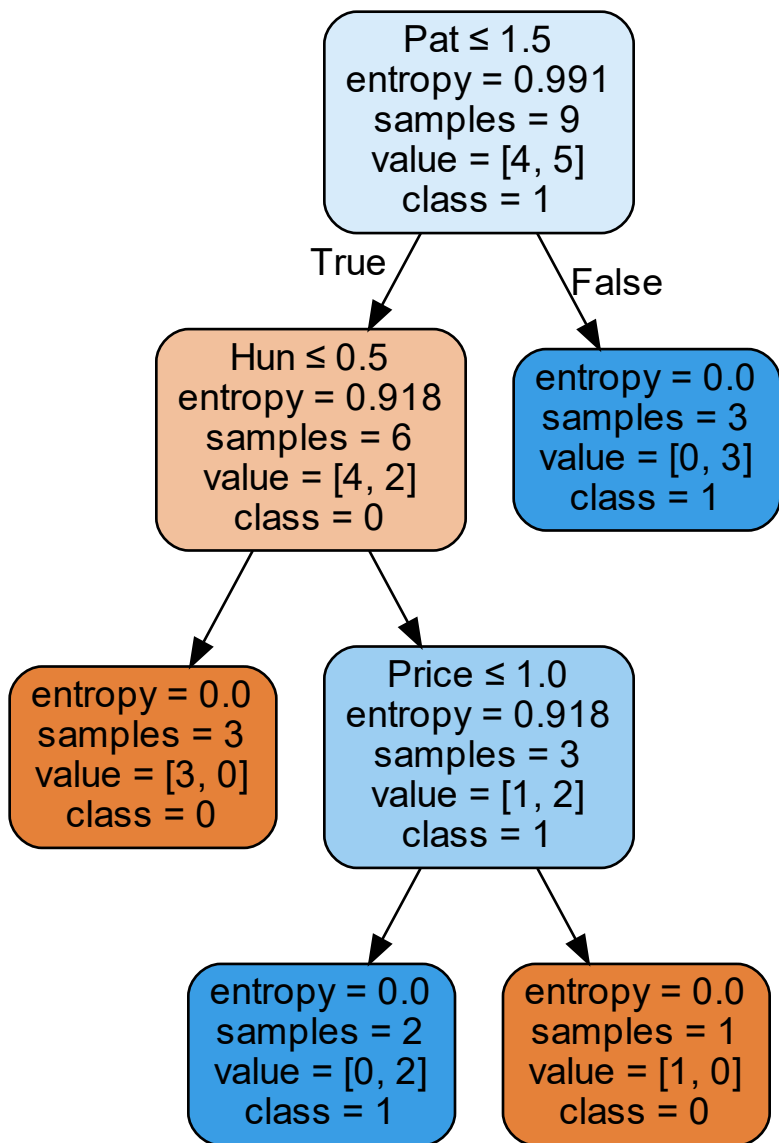 Pat ≤ 1.5
entropy = 0.991
samples = 9
value = [4, 5]
class = 1
True
False
Hun ≤ 0.5
entropy = 0.918
samples = 6
value = [4, 2]
class = 0
entropy = 0.0
samples = 3
value = [0, 3]
class = 1
entropy = 0.0
samples = 3
value = [3, 0]
class = 0
Price ≤ 1.0
entropy = 0.918
samples = 3
value = [1, 2]
class = 1
entropy = 0.0
samples = 2
value = [0, 2]
class = 1
entropy = 0.0
samples = 1
value = [1, 0]
class = 0